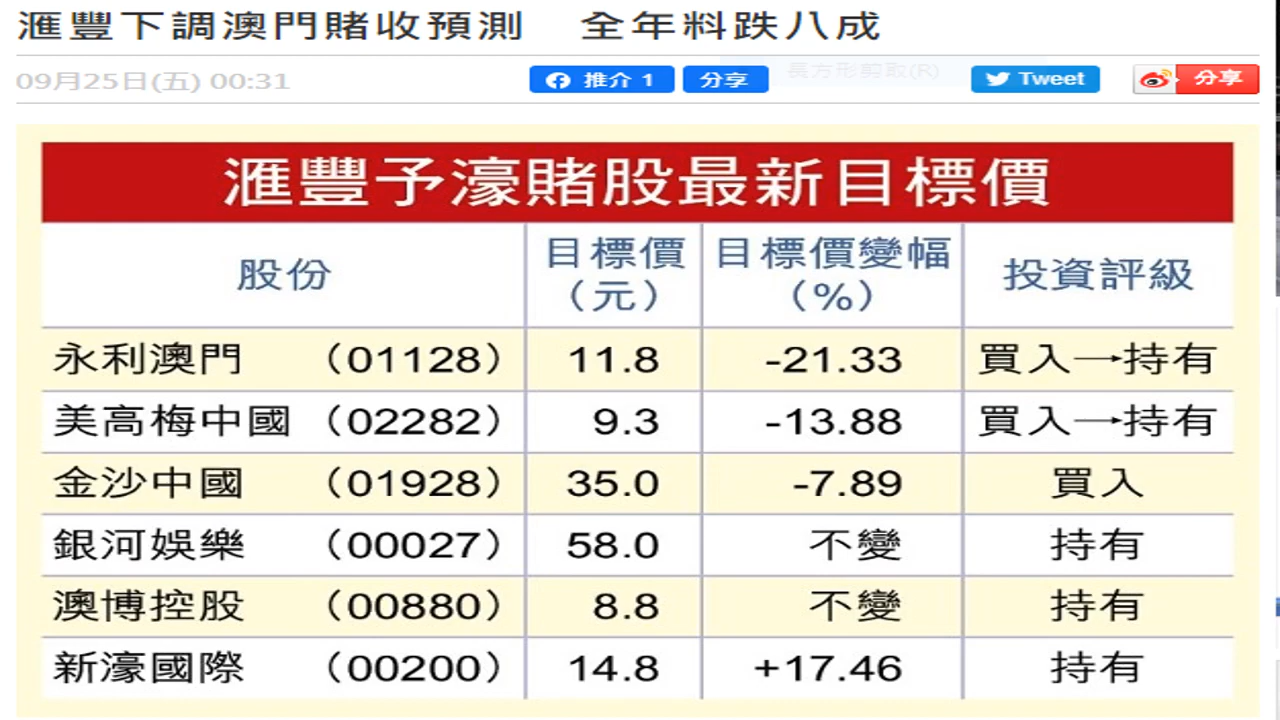 滙豐下調澳門賭收預測　全年料跌八成
09月25日(五) 00:31
推介 1
分享
長方形剪取(R)
Tweet
分享
滙豐予濠賭股最新目標價
股份 目標價（元） 目標價變幅（%） 投資評級
永利澳門 （01128） 11.8 -21.33 買入→持有
美高梅中國 （02282） 9.3 -13.88 買入→持有
金沙中國 （01928） 35.0 -7.89 買入
銀河娛樂 （00027） 58.0 不變 持有
澳博控股 （00880） 8.8 不變 持有
新濠國際 （00200） 14.8 +17.46 持有